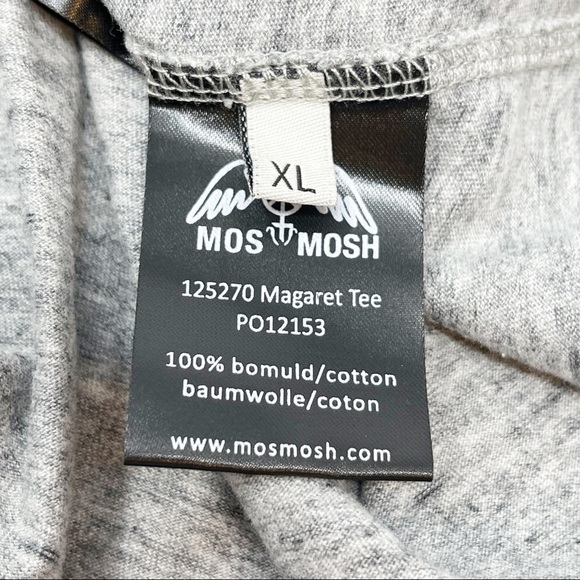 XL
MOS MOSH
125270 Magaret Tee
PO12153
100% bomuld/cotton
baumwolle/coton
www.mosmosh.com